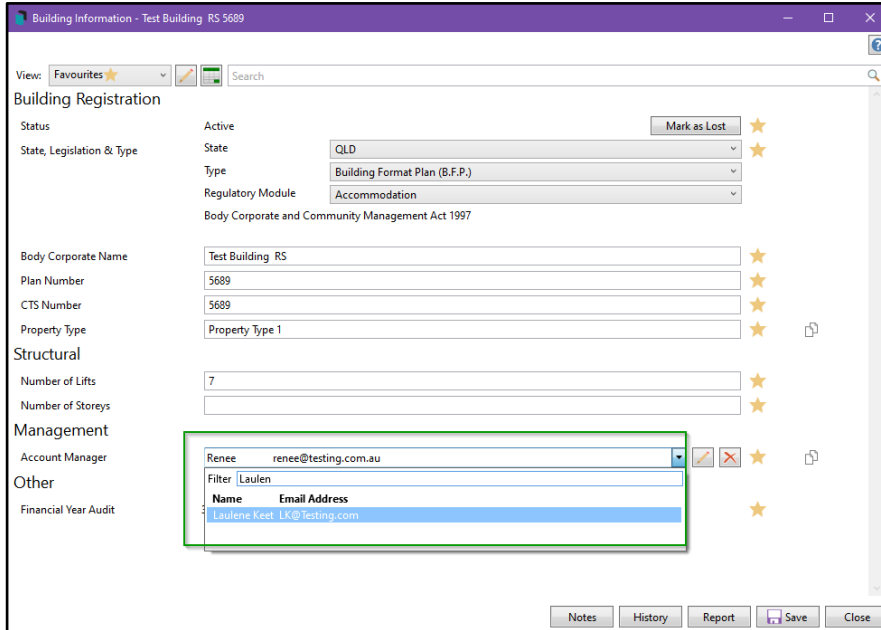 Building Information - Test Building RS 5689
View: Favourites Search
Building Registration
Status Active Mark as Lost
State, Legislation & Type State QLD
Type Building Format Plan (B.F.P.)
Regulatory Module Accommodation
Body Corporate and Community Management Act 1997
Body Corporate Name Test Building RS
Plan Number 5689
CTS Number 5689
Property Type Property Type 1
Structural
Number of Lifts 7
Number of Storeys
Management
Account Manager Renee renee@testing.com.au
Filter Laulen
Other
Name Email Address
Financial Year Audit Laulene Keet LK@Testing.com
Notes History Report Save Close